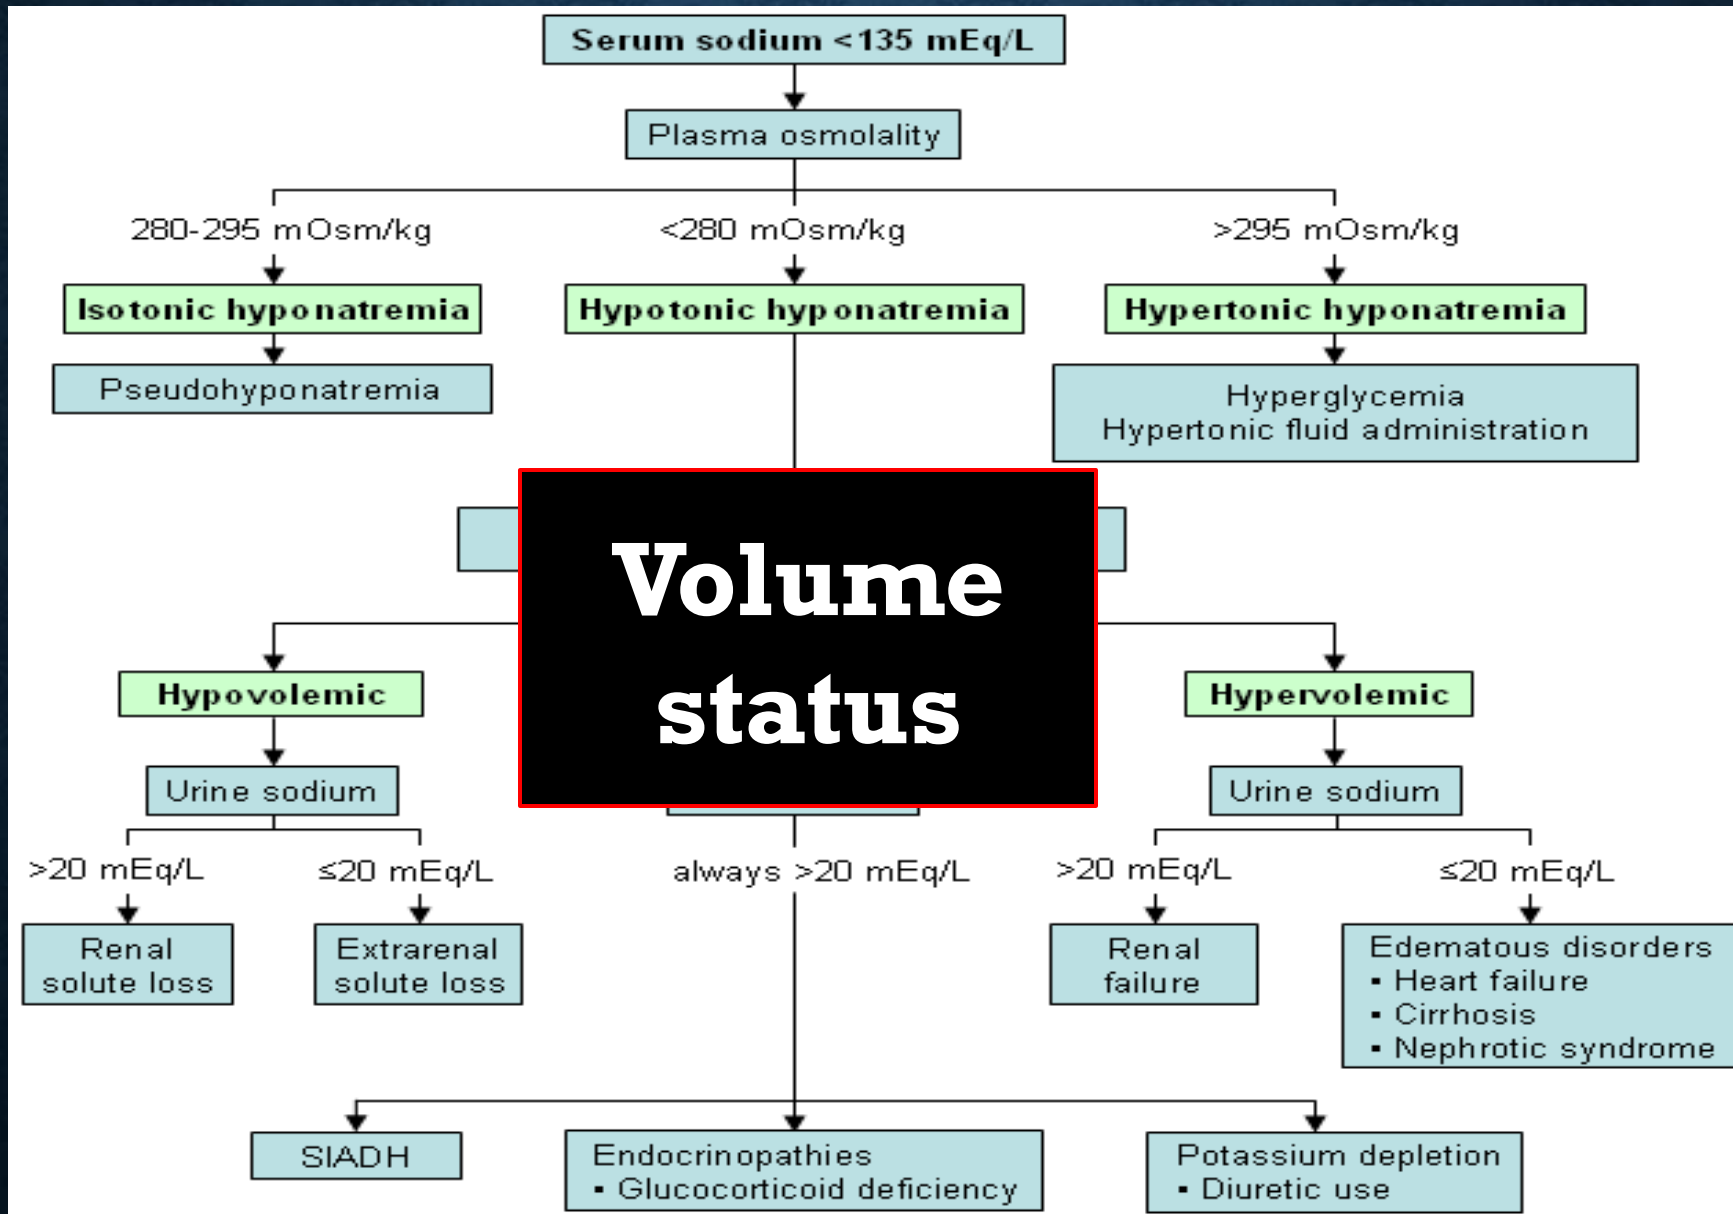 Serum sodium <135 mEq/L
Plasma osmolality
280-295 mOsm/kg
<280 mOsm/kg
>295 mOsm/kg
Isotonic hyponatremia
Hypotonic hyponatremia
Hypertonic hyponatremia
Pseudohyponatremia
Hyperglycemia
Hypertonic fluid administration
Volume
status
Hypovolemic
Hypervolemic
Urine sodium
Urine sodium
>20 mEq/L
≤20 mEq/L
always >20 mEq/L
>20 mEq/L
≤20 mEq/L
Renal
solute loss
Extrarenal
solute loss
Renal
failure
Edematous disorders
▪ Heart failure
▪ Cirrhosis
▪ Nephrotic syndrome
SIADH
Endocrinopathies
▪ Glucocorticoid deficiency
Potassium depletion
▪ Diuretic use